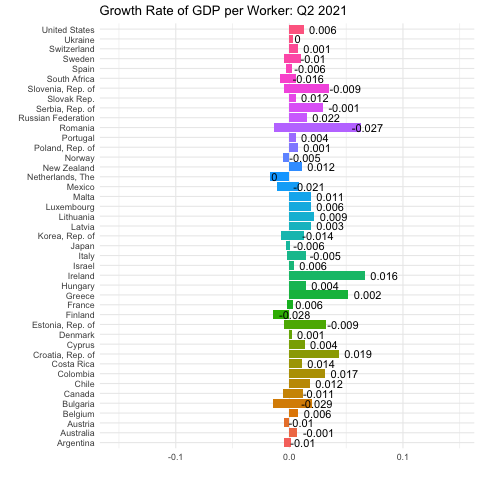 Growth Rate of GDP per Worker: Q2 2021
United States 0.006
Ukraine 0
Switzerland 0.008
Sweden -0.01
Spain -0.006
South Africa -0.016
Slovenia, Rep. of -0.009
Slovak Rep. 0.012
Serbia, Rep. of -0.001
Russian Federation 0.022
Romania -0.027
Portugal 0.004
Poland, Rep. of 0.001
Norway -0.005
New Zealand 0.012
Netherlands, The 0
Mexico -0.021
Malta 0.011
Luxembourg 0.006
Lithuania 0.009
Latvia 0.003
Korea, Rep. of -0.014
Japan -0.006
Italy -0.005
Israel 0.006
Ireland 0.016
Hungary 0.004
Greece 0.002
France 0.006
Finland -0.028
Estonia, Rep. of -0.009
Denmark 0.001
Cyprus 0.004
Croatia, Rep. of 0.019
Costa Rica 0.014
Colombia 0.017
Chile 0.012
Canada -0.011
Bulgaria -0.029
Belgium 0.006
Austria -0.01
Australia -0.001
Argentina -0.01
-0.1 0.0 0.1